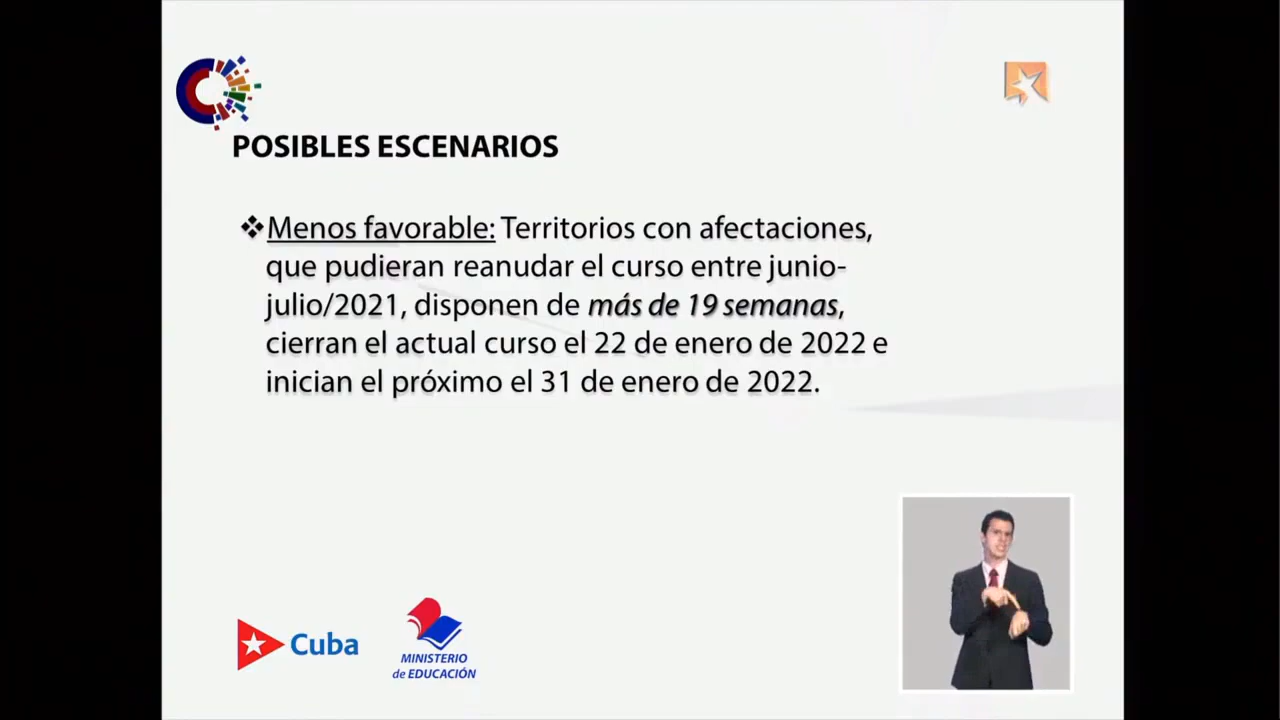 POSIBLES ESCENARIOS
❖Menos favorable: Territorios con afectaciones,
que pudieran reanudar el curso entre junio-
julio/2021, disponen de más de 19 semanas,
cierran el actual curso el 22 de enero de 2022 e
inician el próximo el 31 de enero de 2022.
Cuba
MINISTERIO
de EDUCACIÓN